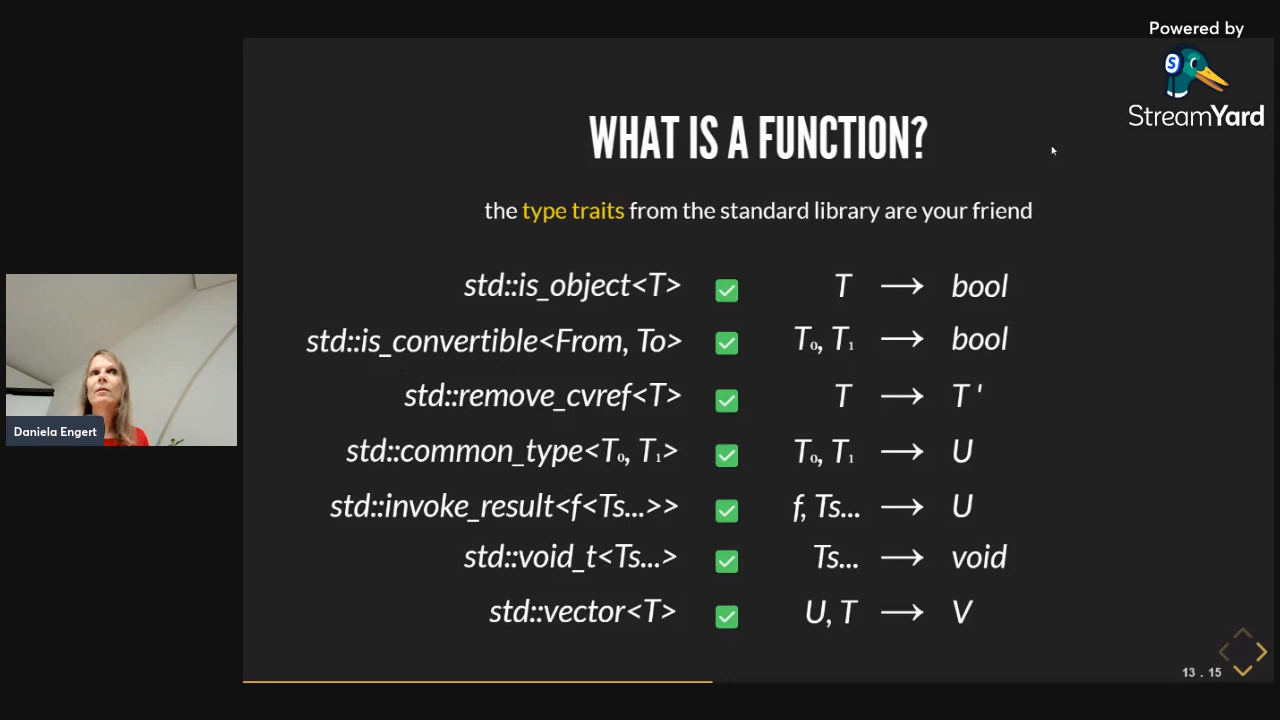 Powered by
StreamYard
WHAT IS A FUNCTION?
the type traits from the standard library are your friend
std::is_object<T> ✅ T → bool
std::is_convertible<From, To> ✅ T₀, T₁ → bool
std::remove_cvref<T> ✅ T → T '
std::common_type<T₀, T₁> ✅ T₀, T₁ → U
std::invoke_result<f<Ts...>> ✅ f, Ts... → U
std::void_t<Ts...> ✅ Ts... → void
std::vector<T> ✅ U, T → V
Daniela Engert
13 . 15